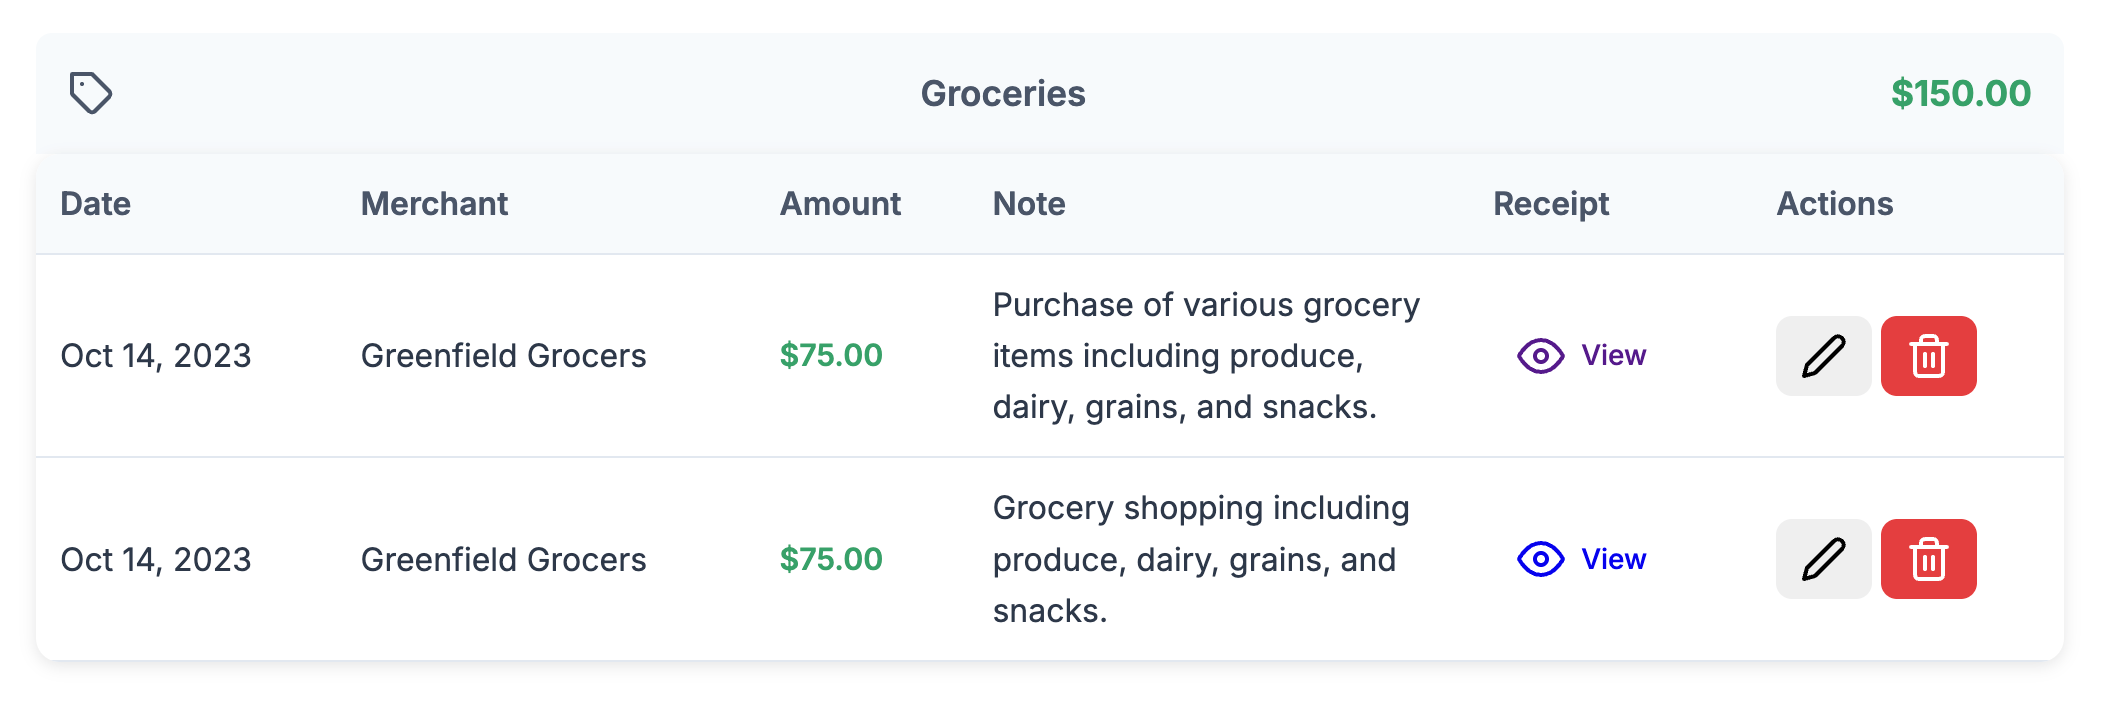 Groceries $150.00
Date Merchant Amount Note Receipt Actions
Purchase of various grocery
Oct 14, 2023 Greenfield Grocers $75.00 items including produce, View
dairy, grains, and snacks.
Grocery shopping including
Oct 14, 2023 Greenfield Grocers $75.00 produce, dairy, grains, and View
snacks.